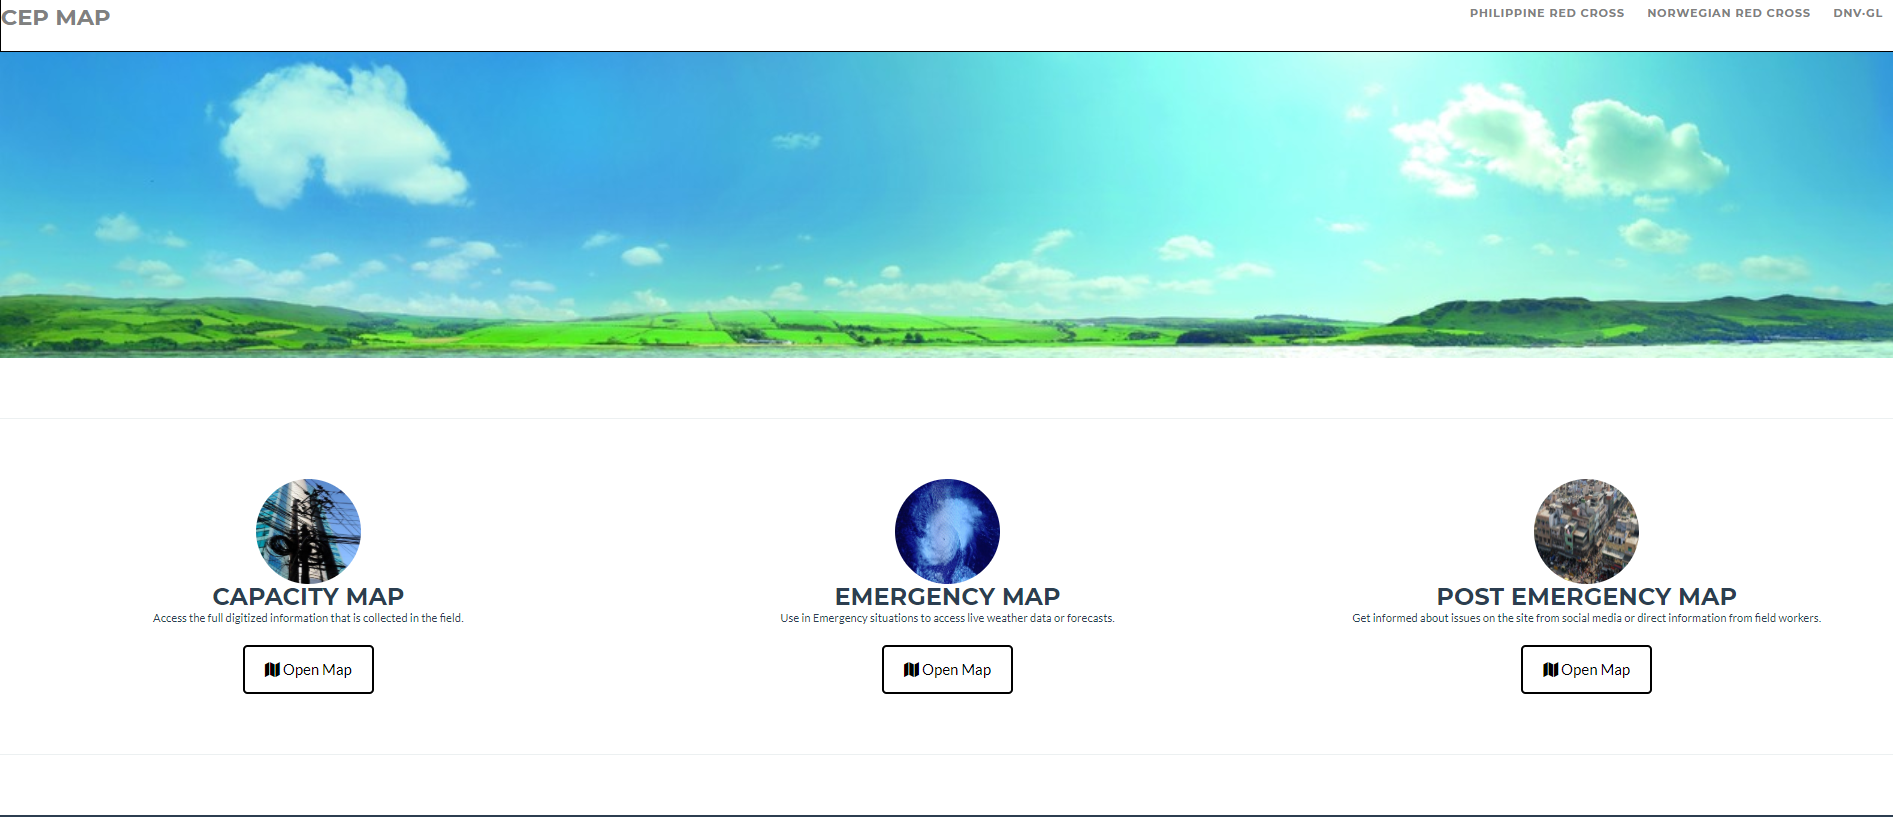 CEP MAP
PHILIPPINE RED CROSS
NORWEGIAN RED CROSS
DNV-GL
CAPACITY MAP
Access the full digitized information that is collected in the field.
Open Map
EMERGENCY MAP
Use in Emergency situations to access live weather data or forecasts.
Open Map
POST EMERGENCY MAP
Get informed about issues on the site from social media or direct information from field workers.
Open Map